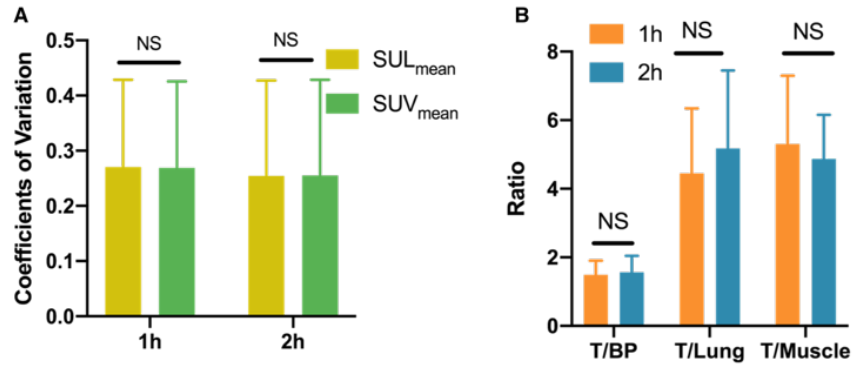 A
Coefficients of Variation
0.5
0.4
0.3
0.2
0.1
0.0
NS
NS
1h
2h
SULmean
SUVmean
B
Ratio
8
6
4
2
0
1h
2h
NS
NS
NS
T/BP
T/Lung
T/Muscle